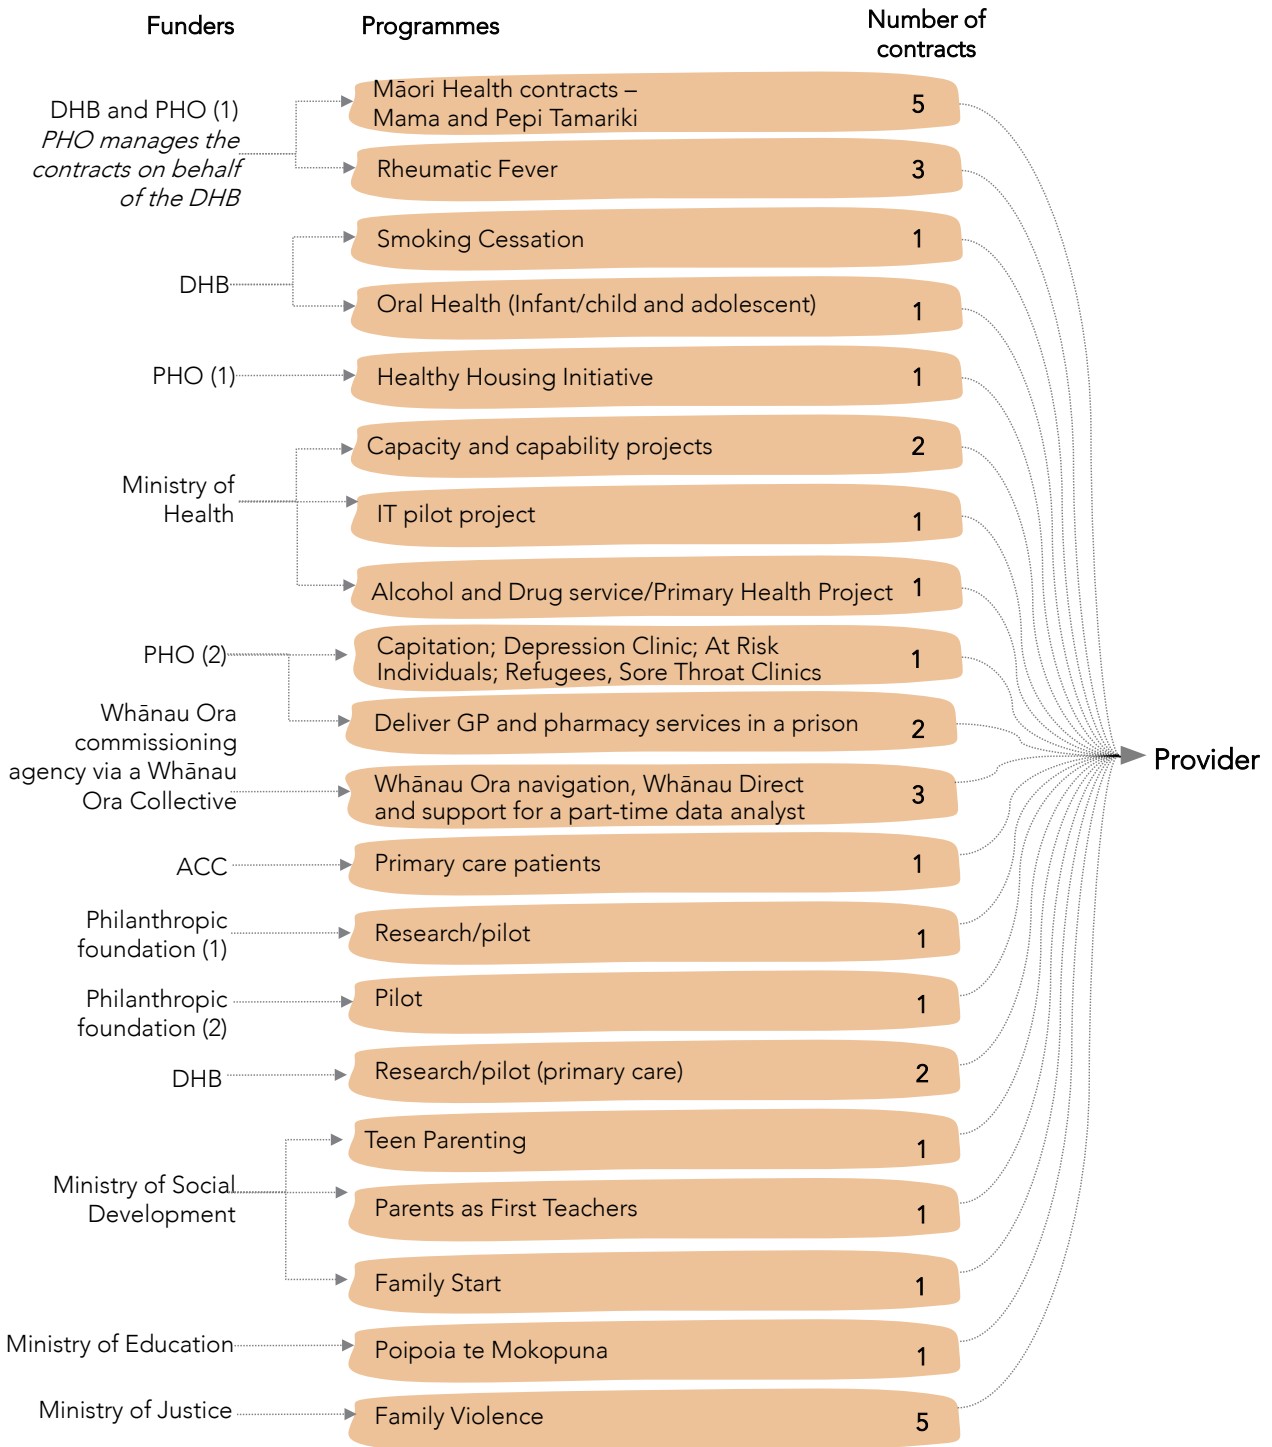 Funders
Programmes
Number of
contracts
DHB and PHO (1)
PHO manages the
contracts on behalf
of the DHB
Māori Health contracts –
Mama and Pepi Tamariki
5
Rheumatic Fever
3
DHB
Smoking Cessation
1
Oral Health (Infant/child and adolescent)
1
PHO (1)
Healthy Housing Initiative
1
Ministry of
Health
Capacity and capability projects
2
IT pilot project
1
Alcohol and Drug service/Primary Health Project
1
PHO (2)
Capitation; Depression Clinic; At Risk
Individuals; Refugees, Sore Throat Clinics
1
Deliver GP and pharmacy services in a prison
2
Whānau Ora
commissioning
agency via a Whānau
Ora Collective
Whānau Ora navigation, Whānau Direct
and support for a part-time data analyst
3
Provider
ACC
Primary care patients
1
Philanthropic
foundation (1)
Research/pilot
1
Philanthropic
foundation (2)
Pilot
1
DHB
Research/pilot (primary care)
2
Ministry of Social
Development
Teen Parenting
1
Parents as First Teachers
1
Family Start
1
Ministry of Education
Poipoia te Mokopuna
1
Ministry of Justice
Family Violence
5